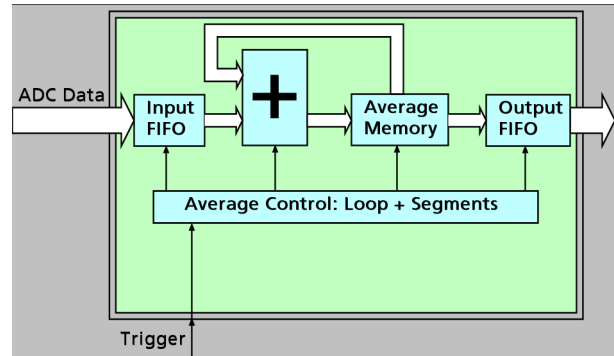 ADC Data
Input
FIFO
+
Average
Memory
Output
FIFO
Average Control: Loop + Segments
Trigger